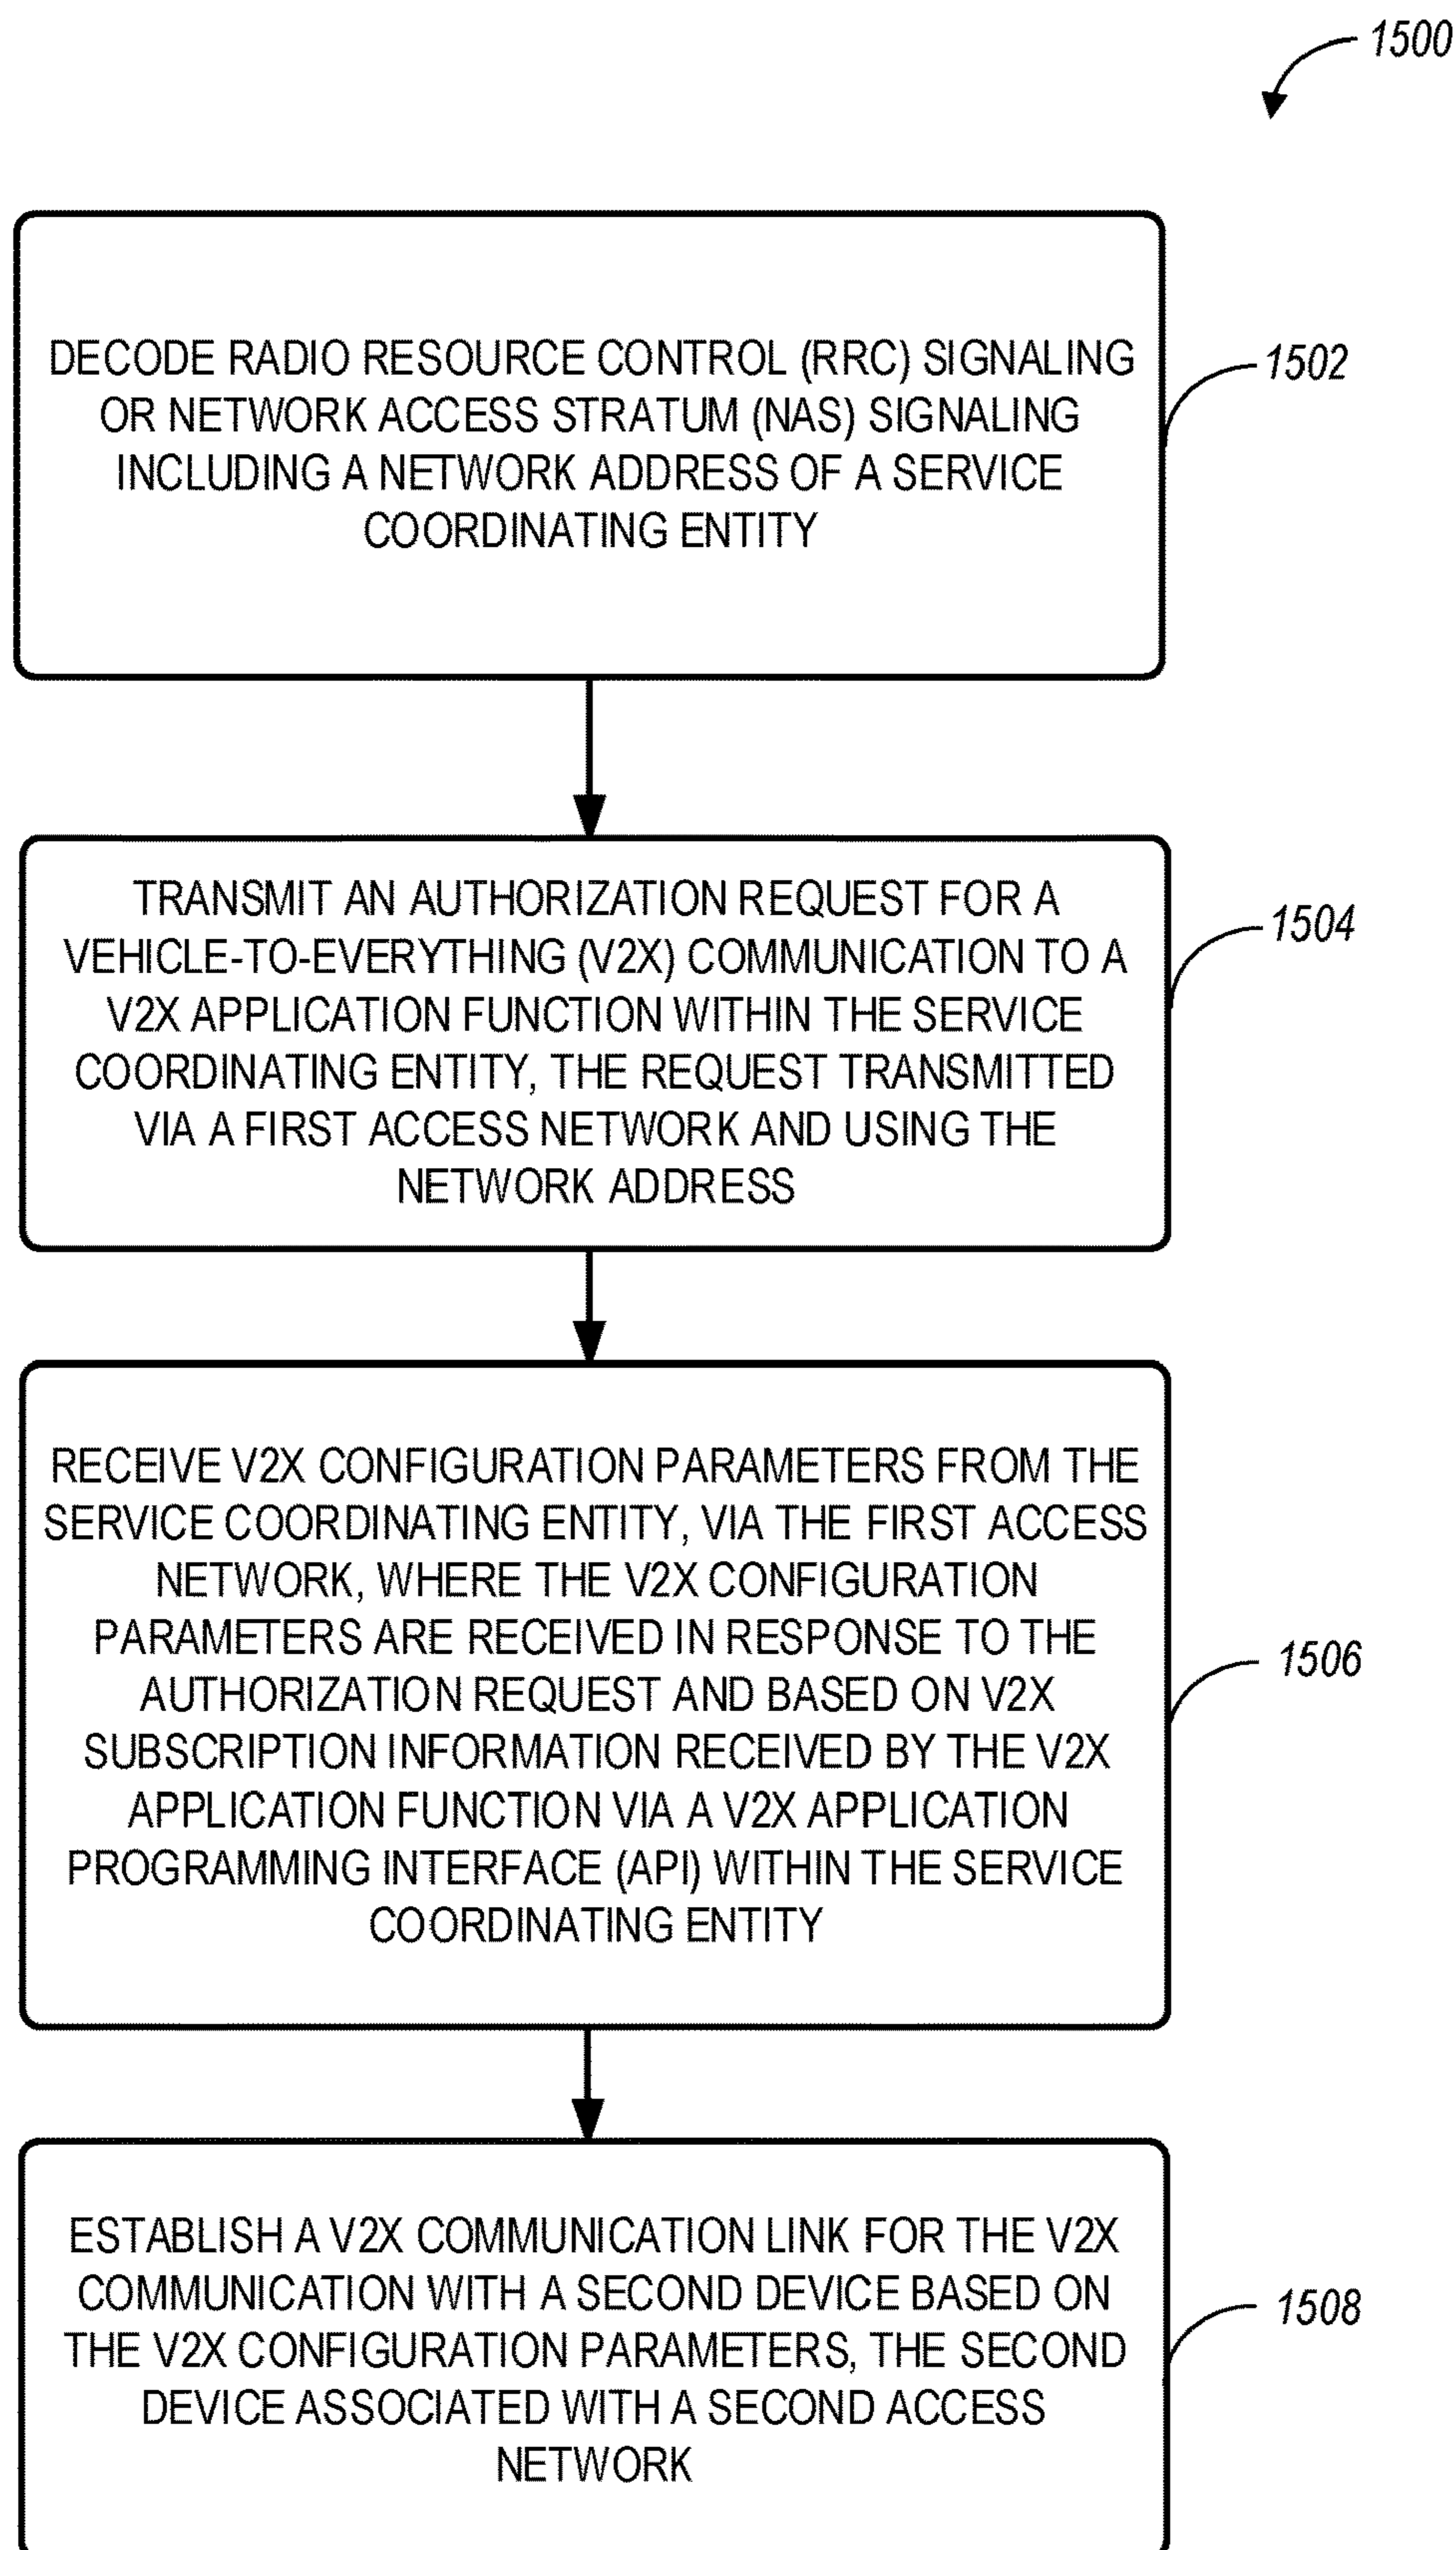 1500
DECODE RADIO RESOURCE CONTROL (RRC) SIGNALING
OR NETWORK ACCESS STRATUM (NAS) SIGNALING
INCLUDING A NETWORK ADDRESS OF A SERVICE
COORDINATING ENTITY
1502
TRANSMIT AN AUTHORIZATION REQUEST FOR A
VEHICLE-TO-EVERYTHING (V2X) COMMUNICATION TO A
V2X APPLICATION FUNCTION WITHIN THE SERVICE
COORDINATING ENTITY, THE REQUEST TRANSMITTED
VIA A FIRST ACCESS NETWORK AND USING THE
NETWORK ADDRESS
1504
RECEIVE V2X CONFIGURATION PARAMETERS FROM THE
SERVICE COORDINATING ENTITY, VIA THE FIRST ACCESS
NETWORK, WHERE THE V2X CONFIGURATION
PARAMETERS ARE RECEIVED IN RESPONSE TO THE
AUTHORIZATION REQUEST AND BASED ON V2X
SUBSCRIPTION INFORMATION RECEIVED BY THE V2X
APPLICATION FUNCTION VIA A V2X APPLICATION
PROGRAMMING INTERFACE (API) WITHIN THE SERVICE
COORDINATING ENTITY
1506
ESTABLISH A V2X COMMUNICATION LINK FOR THE V2X
COMMUNICATION WITH A SECOND DEVICE BASED ON
THE V2X CONFIGURATION PARAMETERS, THE SECOND
DEVICE ASSOCIATED WITH A SECOND ACCESS
NETWORK
1508